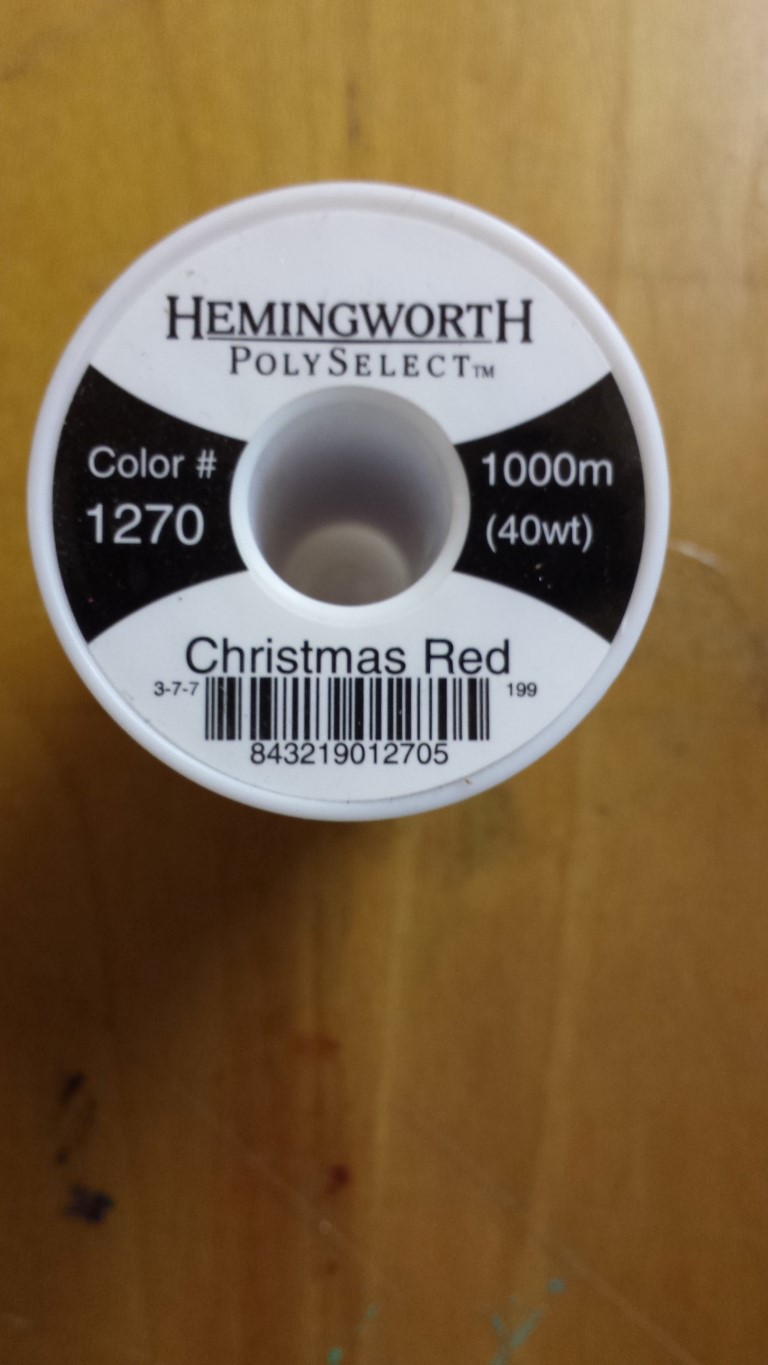 HEMINGWORTH
POLYSELECT™
Color #
1270
1000m
(40wt)
Christmas Red
3-7-7
199
843219012705